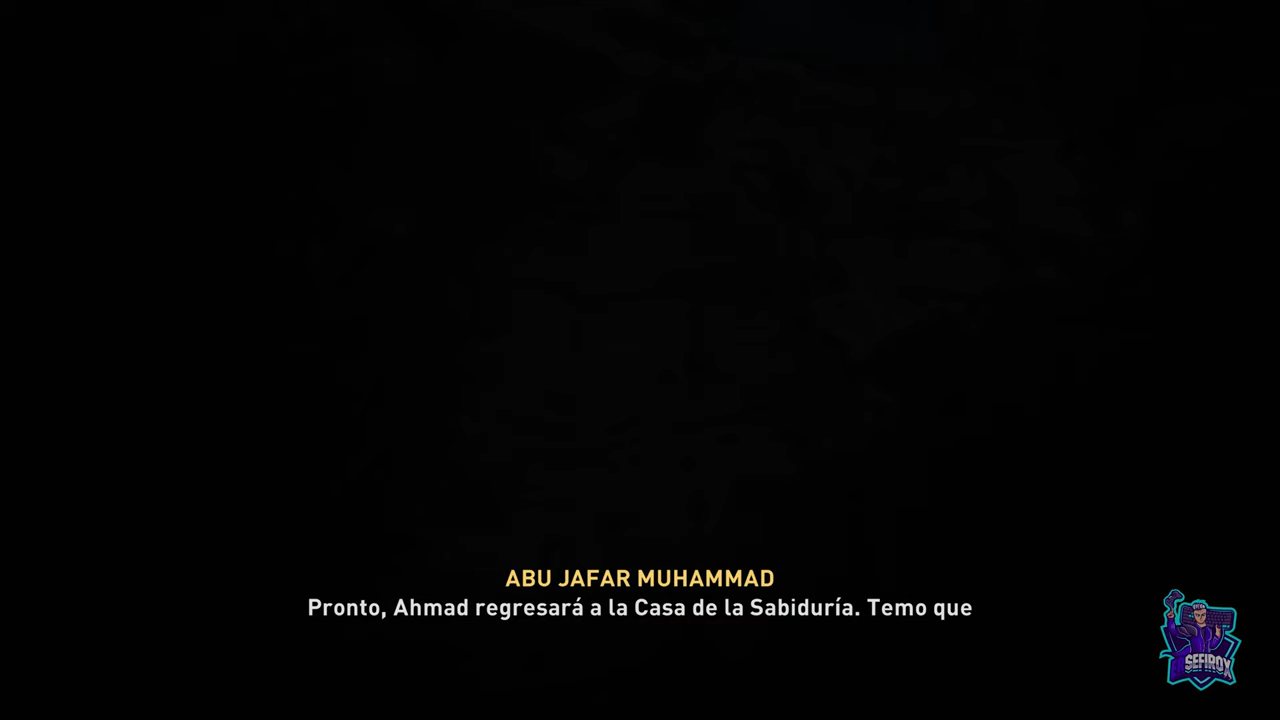 ABU JAFAR MUHAMMAD
Pronto, Ahmad regresará a la Casa de la Sabiduría. Temo que
SEFIROX